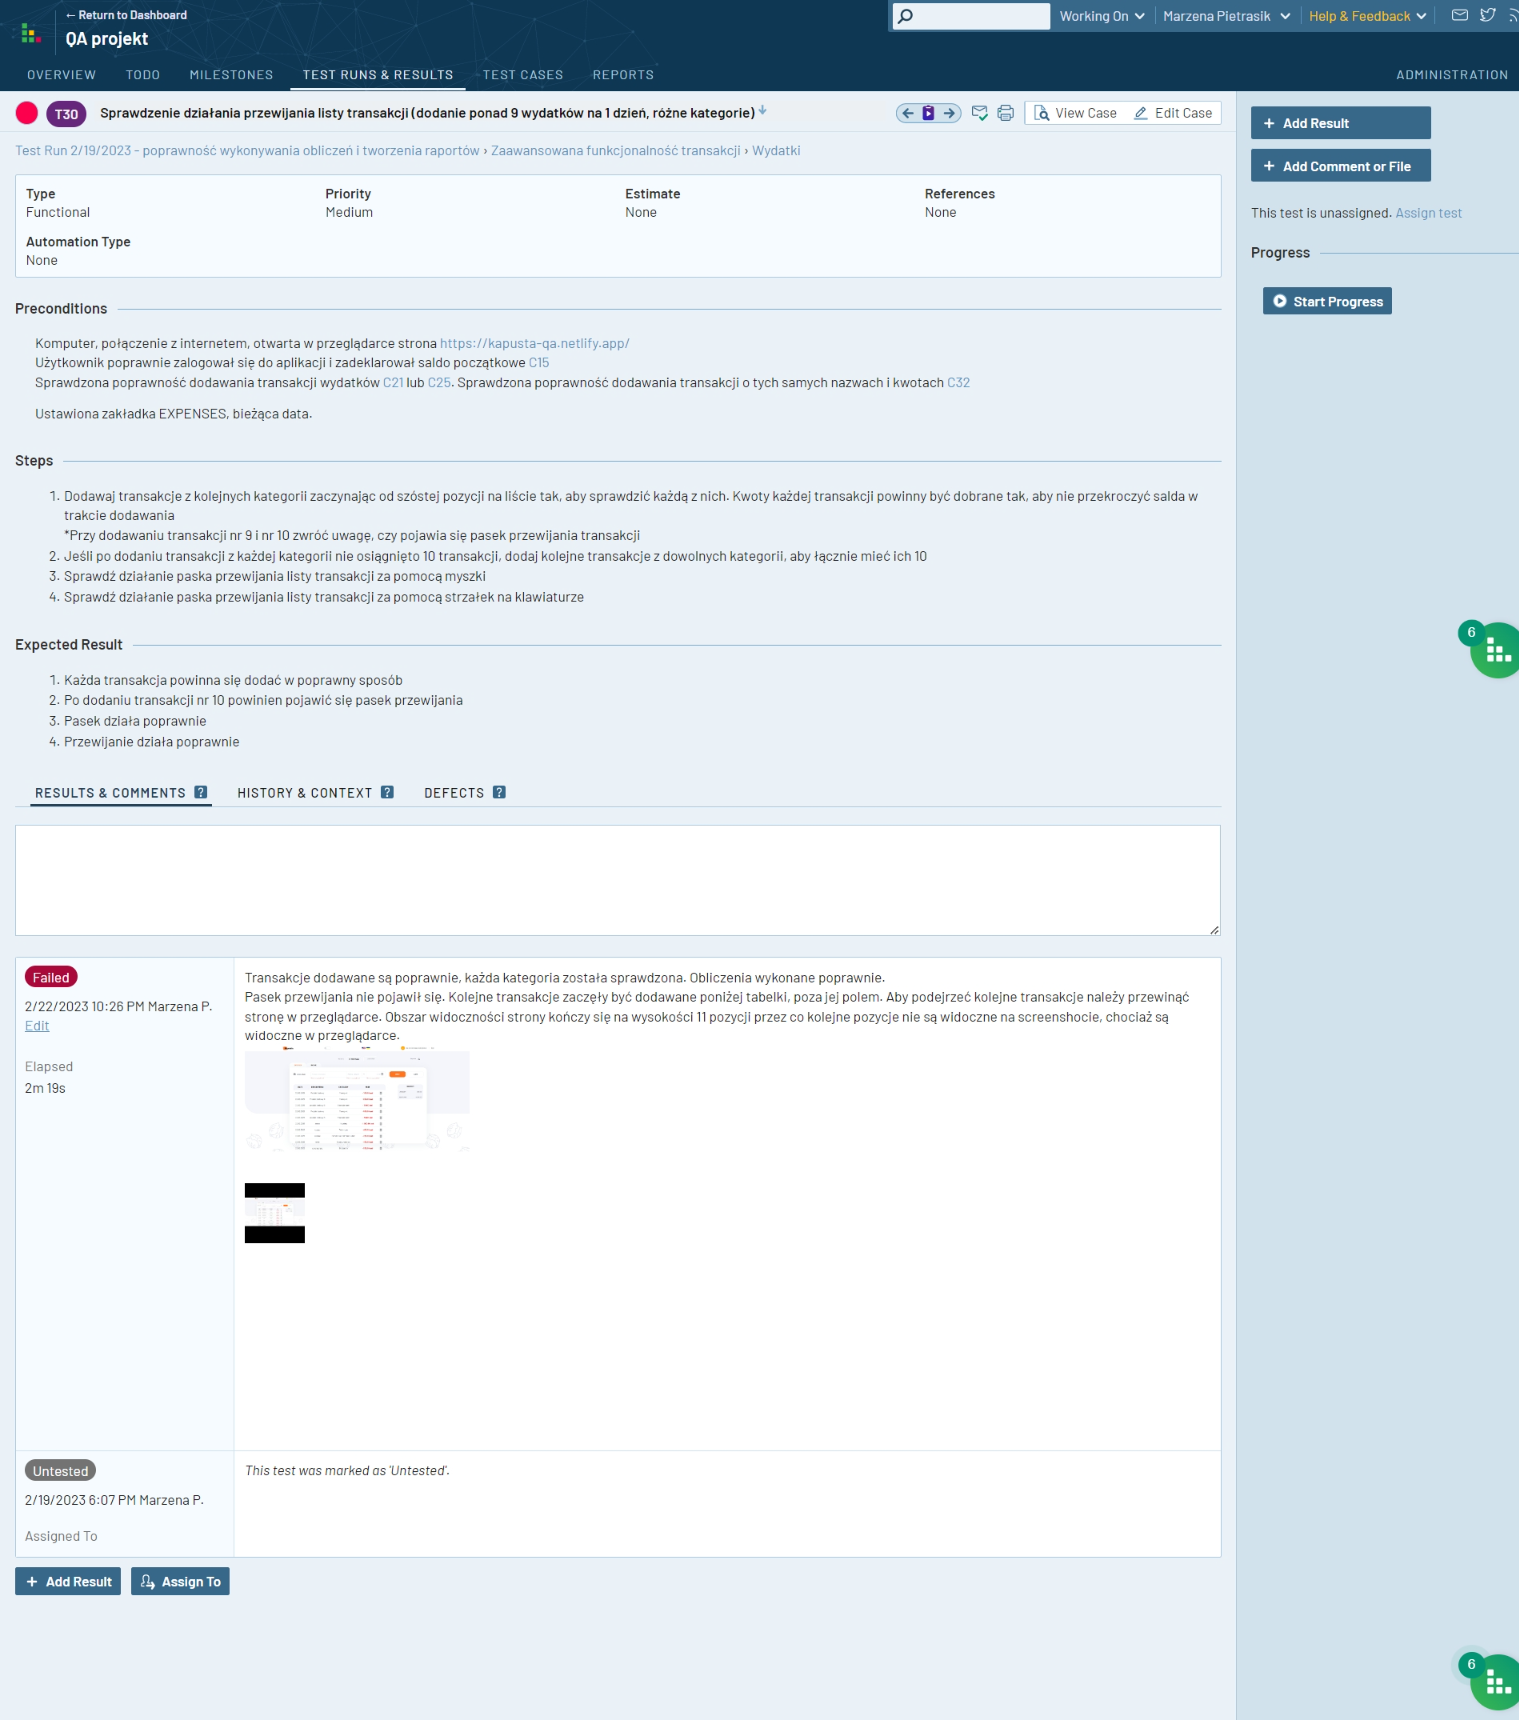 ← Return to Dashboard
QA projekt
Working On
Marzena Pietrasik
Help & Feedback
OVERVIEW
TODO
MILESTONES
TEST RUNS & RESULTS
TEST CASES
REPORTS
ADMINISTRATION
T30
Sprawdzenie działania przewijania listy transakcji (dodanie ponad 9 wydatków na 1 dzień, różne kategorie)
View Case
Edit Case
Test Run 2/19/2023 - poprawność wykonywania obliczeń i tworzenia raportów › Zaawansowana funkcjonalność transakcji › Wydatki
Type
Functional
Priority
Medium
Estimate
None
References
None
Automation Type
None
Preconditions
Komputer, połączenie z internetem, otwarta w przeglądarce strona https://kapusta-qa.netlify.app/
Użytkownik poprawnie zalogował się do aplikacji i zadeklarował saldo początkowe C15
Sprawdzona poprawność dodawania transakcji wydatków C21 lub C25. Sprawdzona poprawność dodawania transakcji o tych samych nazwach i kwotach C32
Ustawiona zakładka EXPENSES, bieżąca data.
Steps
1. Dodawaj transakcje z kolejnych kategorii zaczynając od szóstej pozycji na liście tak, aby sprawdzić każdą z nich. Kwoty każdej transakcji powinny być dobrane tak, aby nie przekroczyć salda w
trakcie dodawania
*Przy dodawaniu transakcji nr 9 i nr 10 zwróć uwagę, czy pojawia się pasek przewijania transakcji
2. Jeśli po dodaniu transakcji z każdej kategorii nie osiągnięto 10 transakcji, dodaj kolejne transakcje z dowolnych kategorii, aby łącznie mieć ich 10
3. Sprawdź działanie paska przewijania listy transakcji za pomocą myszki
4. Sprawdź działanie paska przewijania listy transakcji za pomocą strzałek na klawiaturze
Expected Result
1. Każda transakcja powinna się dodać w poprawny sposób
2. Po dodaniu transakcji nr 10 powinien pojawić się pasek przewijania
3. Pasek działa poprawnie
4. Przewijanie działa poprawnie
RESULTS & COMMENTS ?
HISTORY & CONTEXT ?
DEFECTS ?
Failed
2/22/2023 10:26 PM Marzena P.
Edit
Elapsed
2m 19s
Transakcje dodawane są poprawnie, każda kategoria została sprawdzona. Obliczenia wykonane poprawnie.
Pasek przewijania nie pojawił się. Kolejne transakcje zaczęły być dodawane poniżej tabelki, poza jej polem. Aby podejrzeć kolejne transakcje należy przewinąć
stronę w przeglądarce. Obszar widoczności strony kończy się na wysokości 11 pozycji przez co kolejne pozycje nie są widoczne na screenshocie, chociaż są
widoczne w przeglądarce.
Untested
2/19/2023 6:07 PM Marzena P.
Assigned To
This test was marked as 'Untested'.
+ Add Result
Assign To
+ Add Result
+ Add Comment or File
This test is unassigned. Assign test
Progress
Start Progress
6
6